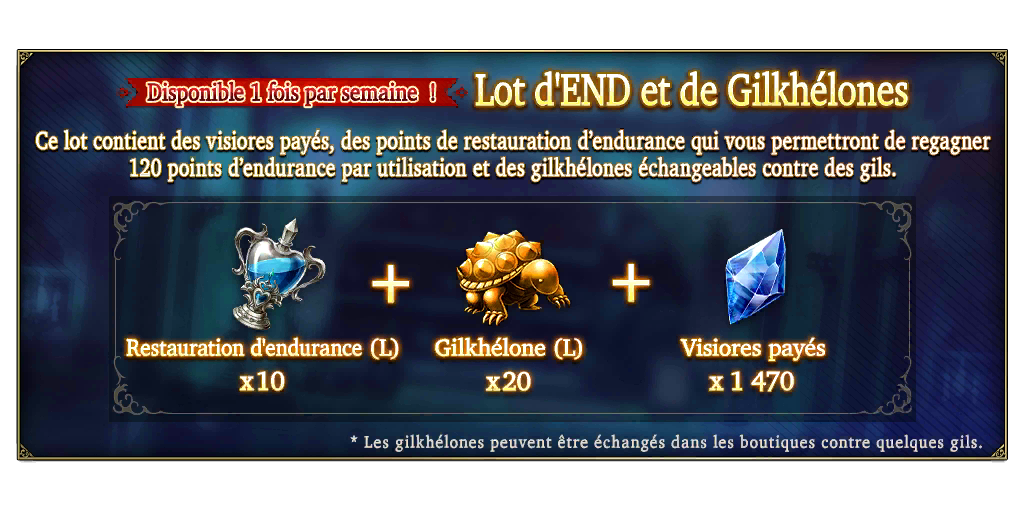 Disponible 1 fois par semaine !
Lot d'END et de Gilkhélones
Ce lot contient des visiores payés, des points de restauration d’endurance qui vous permettront de regagner
120 points d’endurance par utilisation et des gilkhélones échangeables contre des gils.
+ +
Restauration d'endurance (L) Gilkhélone (L) Visiores payés
x10 x20 x 1 470
* Les gilkhélones peuvent être échangés dans les boutiques contre quelques gils.